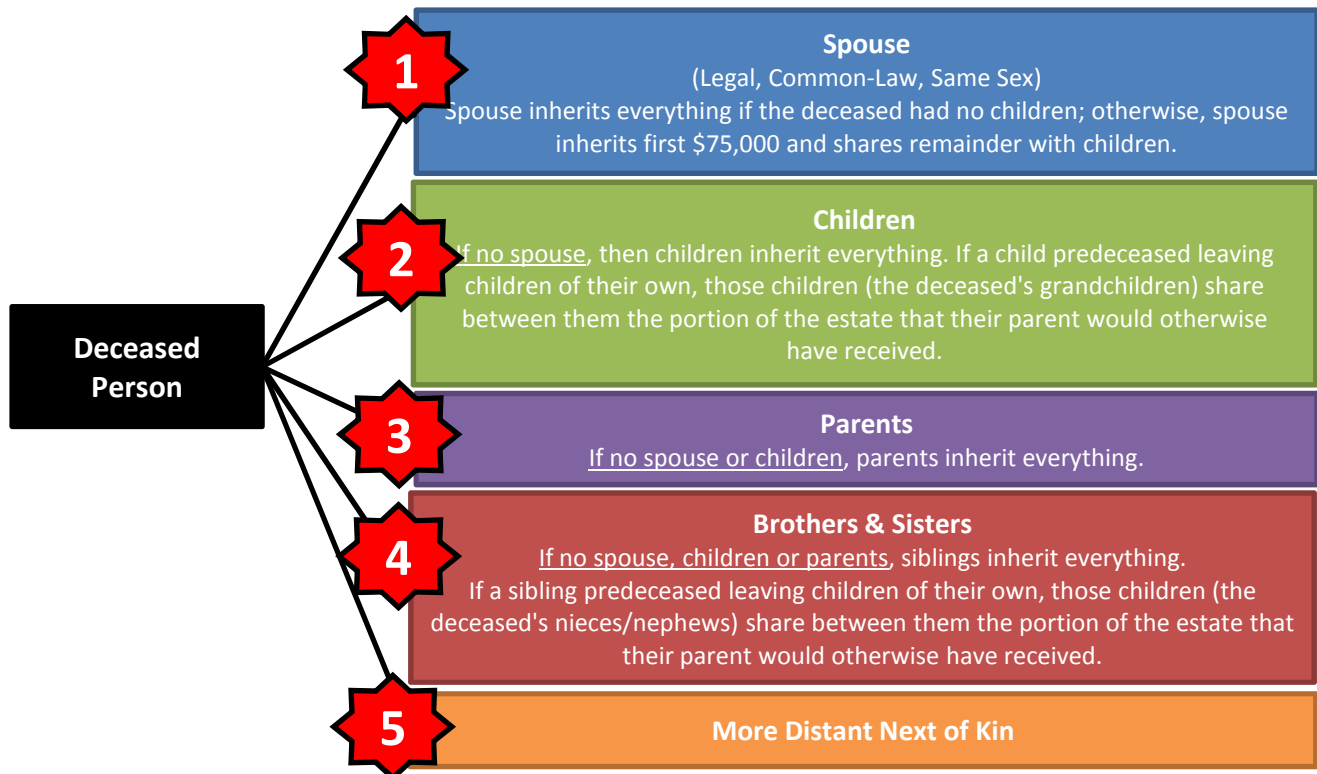 1
Spouse
(Legal, Common-Law, Same Sex)
Spouse inherits everything if the deceased had no children; otherwise, spouse
inherits first $75,000 and shares remainder with children.
2
Children
If no spouse, then children inherit everything. If a child predeceased leaving
children of their own, those children (the deceased's grandchildren) share
between them the portion of the estate that their parent would otherwise
have received.
Deceased
Person
3
Parents
If no spouse or children, parents inherit everything.
4
Brothers & Sisters
If no spouse, children or parents, siblings inherit everything.
If a sibling predeceased leaving children of their own, those children (the
deceased's nieces/nephews) share between them the portion of the estate that
their parent would otherwise have received.
5
More Distant Next of Kin